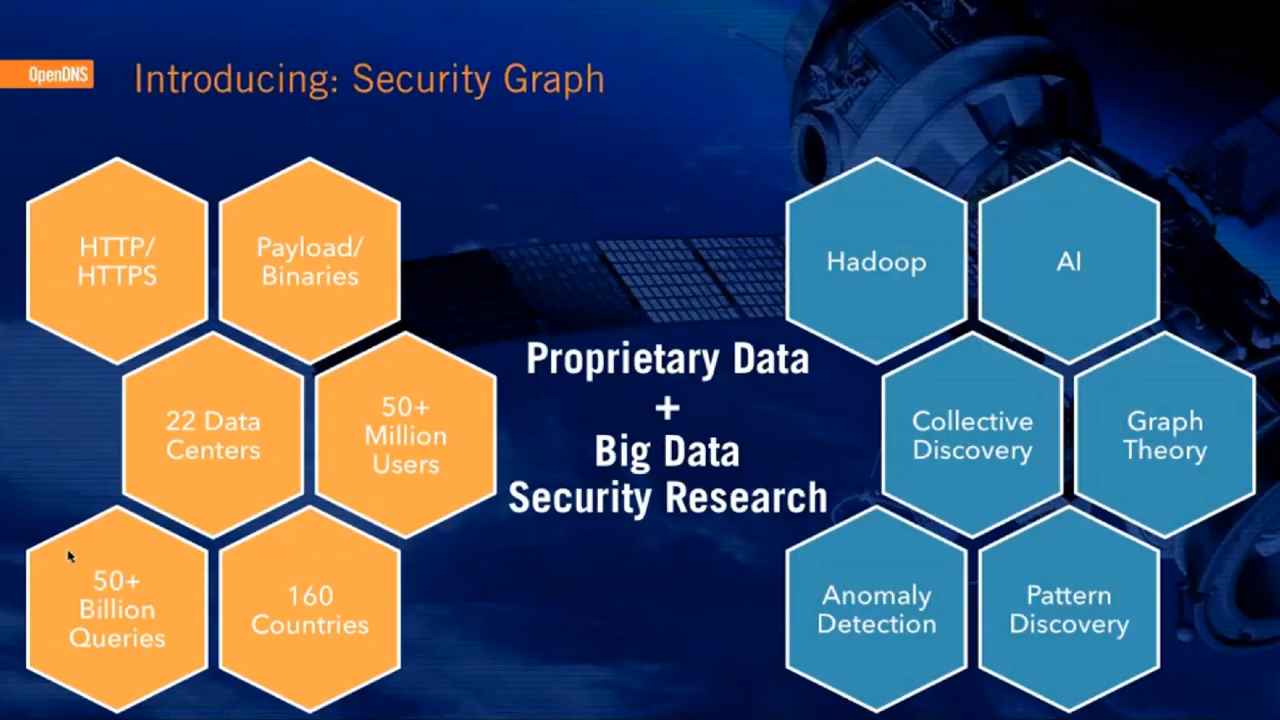 OpenDNS
Introducing: Security Graph
HTTP/
HTTPS
Payload/
Binaries
22 Data
Centers
50+
Million
Users
50+
Billion
Queries
160
Countries
Proprietary Data
+
Big Data
Security Research
Hadoop
AI
Collective
Discovery
Graph
Theory
Anomaly
Detection
Pattern
Discovery